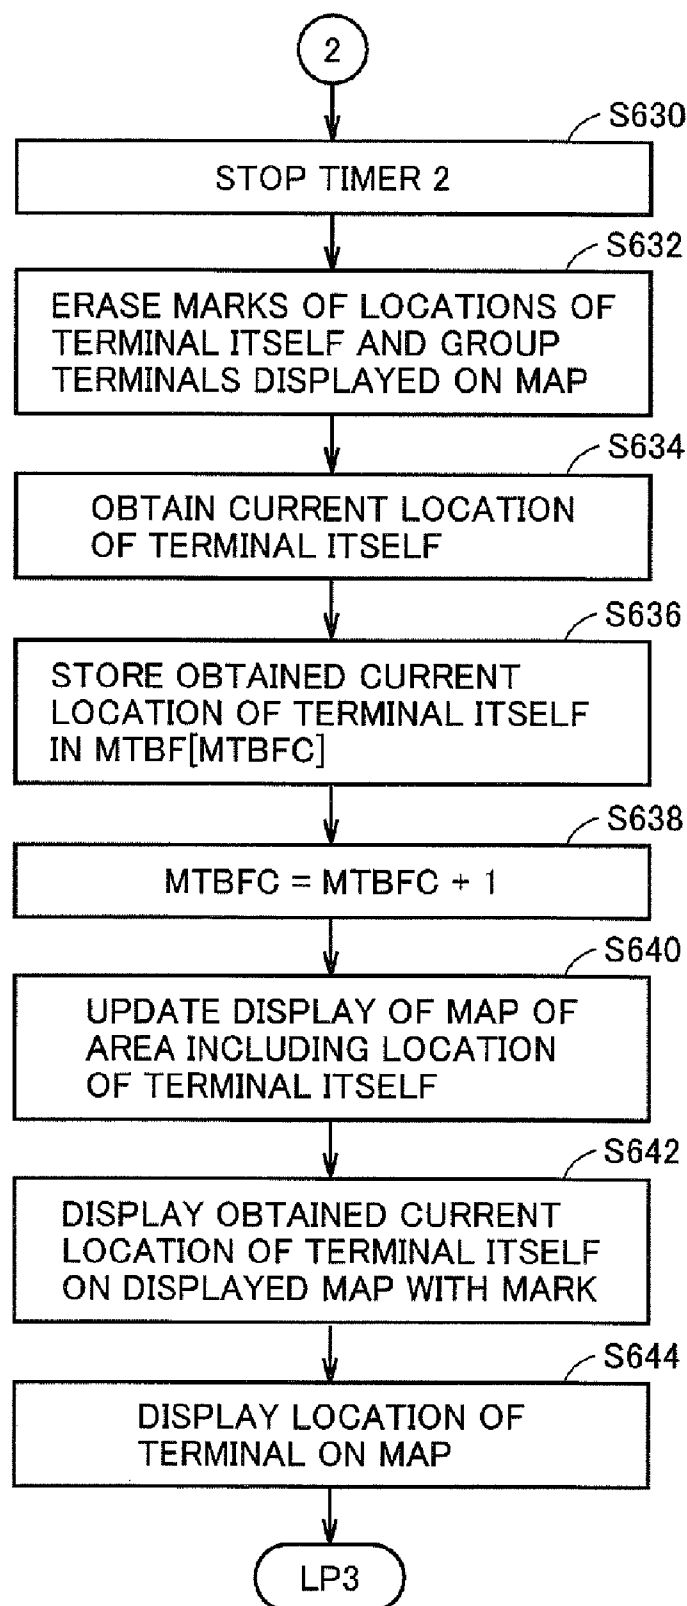 2
S630
STOP TIMER 2
S632
ERASE MARKS OF LOCATIONS OF
TERMINAL ITSELF AND GROUP
TERMINALS DISPLAYED ON MAP
S634
OBTAIN CURRENT LOCATION
OF TERMINAL ITSELF
S636
STORE OBTAINED CURRENT
LOCATION OF TERMINAL ITSELF
IN MTBF[MTBFC]
S638
MTBFC = MTBFC + 1
S640
UPDATE DISPLAY OF MAP OF
AREA INCLUDING LOCATION
OF TERMINAL ITSELF
S642
DISPLAY OBTAINED CURRENT
LOCATION OF TERMINAL ITSELF
ON DISPLAYED MAP WITH MARK
S644
DISPLAY LOCATION OF
TERMINAL ON MAP
LP3